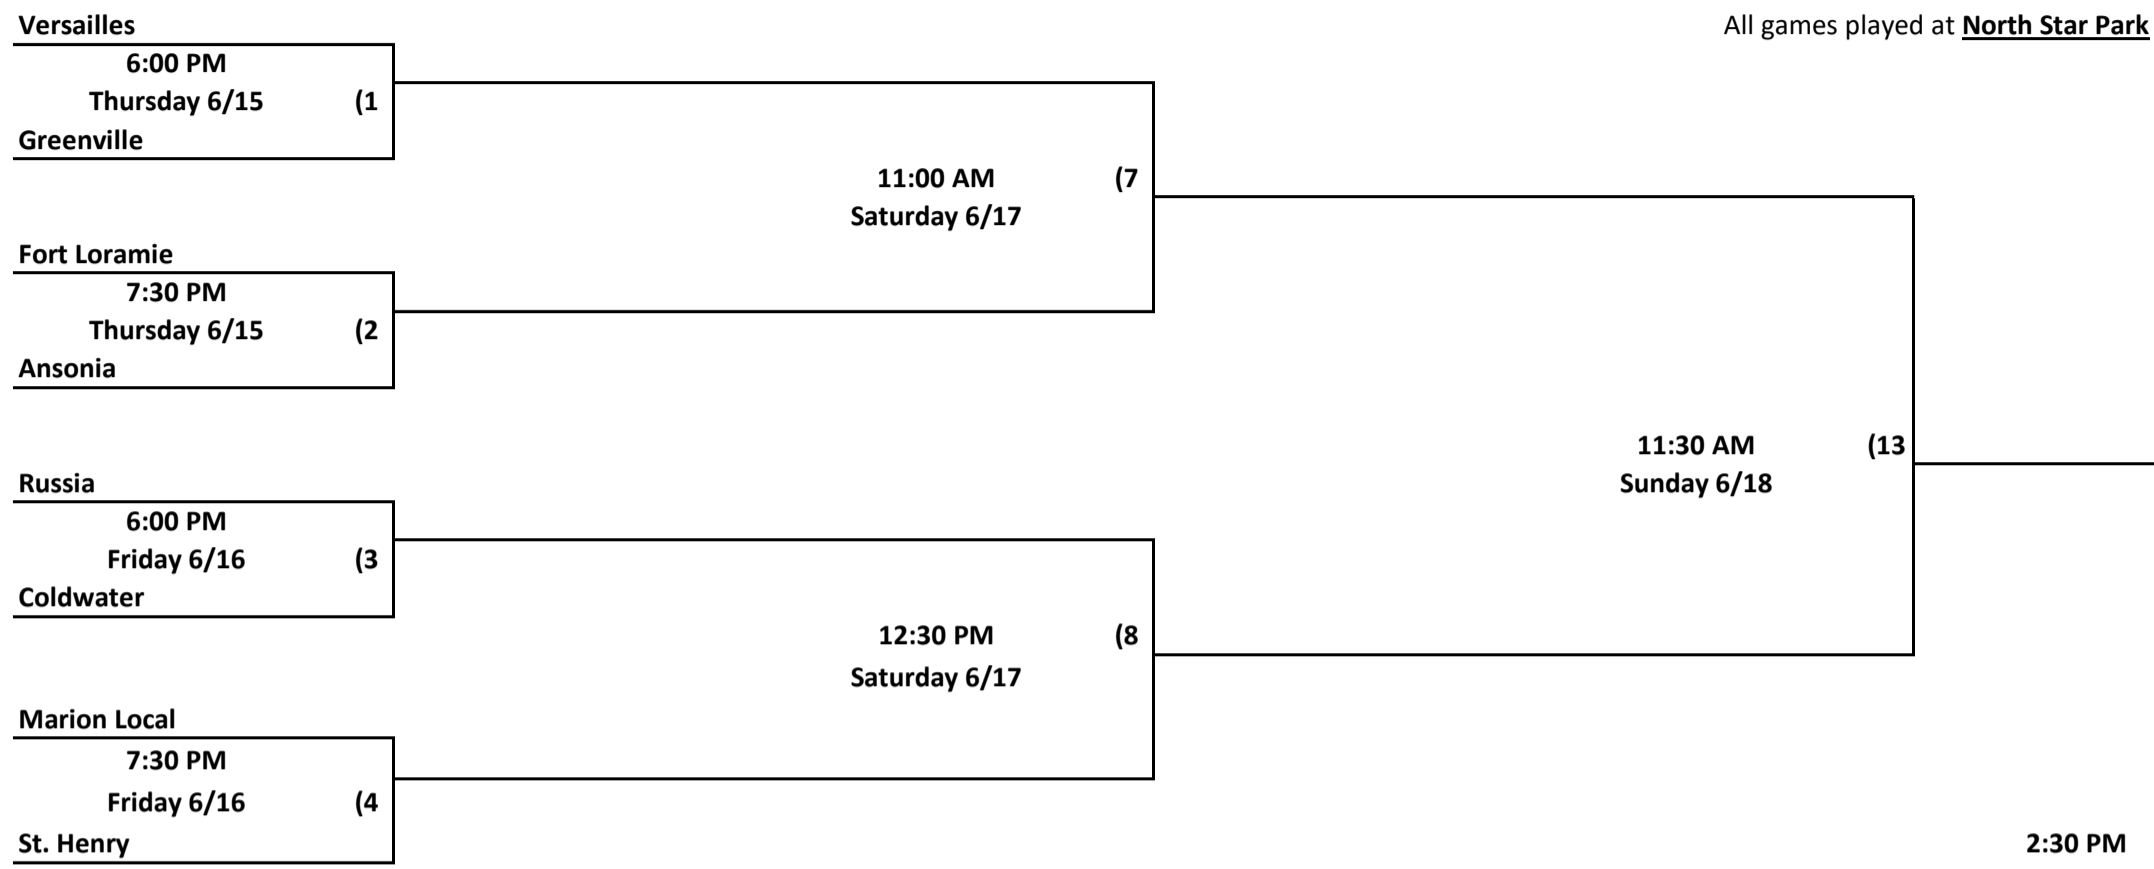 Versailles
All games played at North Star Park
6:00 PM
Thursday 6/15 (1
Greenville
11:00 AM (7
Saturday 6/17
Fort Loramie
7:30 PM
Thursday 6/15 (2
Ansonia
11:30 AM (13
Sunday 6/18
Russia
6:00 PM
Friday 6/16 (3
Coldwater
12:30 PM (8
Saturday 6/17
Marion Local
7:30 PM
Friday 6/16 (4
St. Henry
2:30 PM